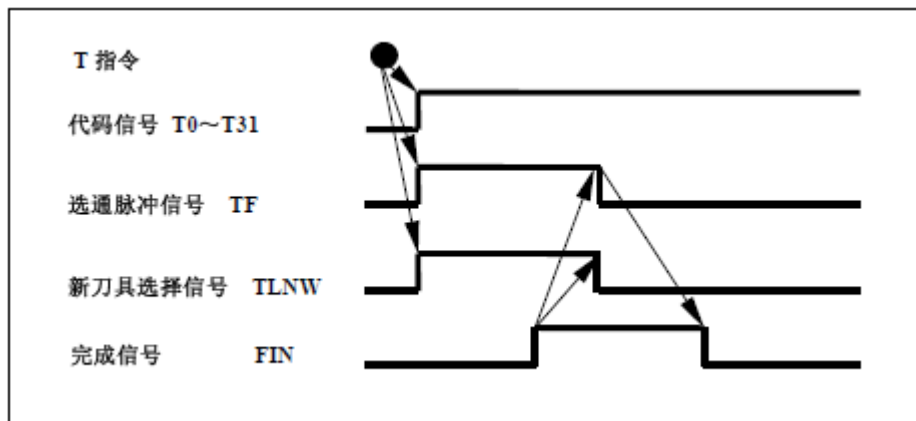 T 指令
代码信号 T0～T31
选通脉冲信号 TF
新刀具选择信号 TLNW
完成信号 FIN